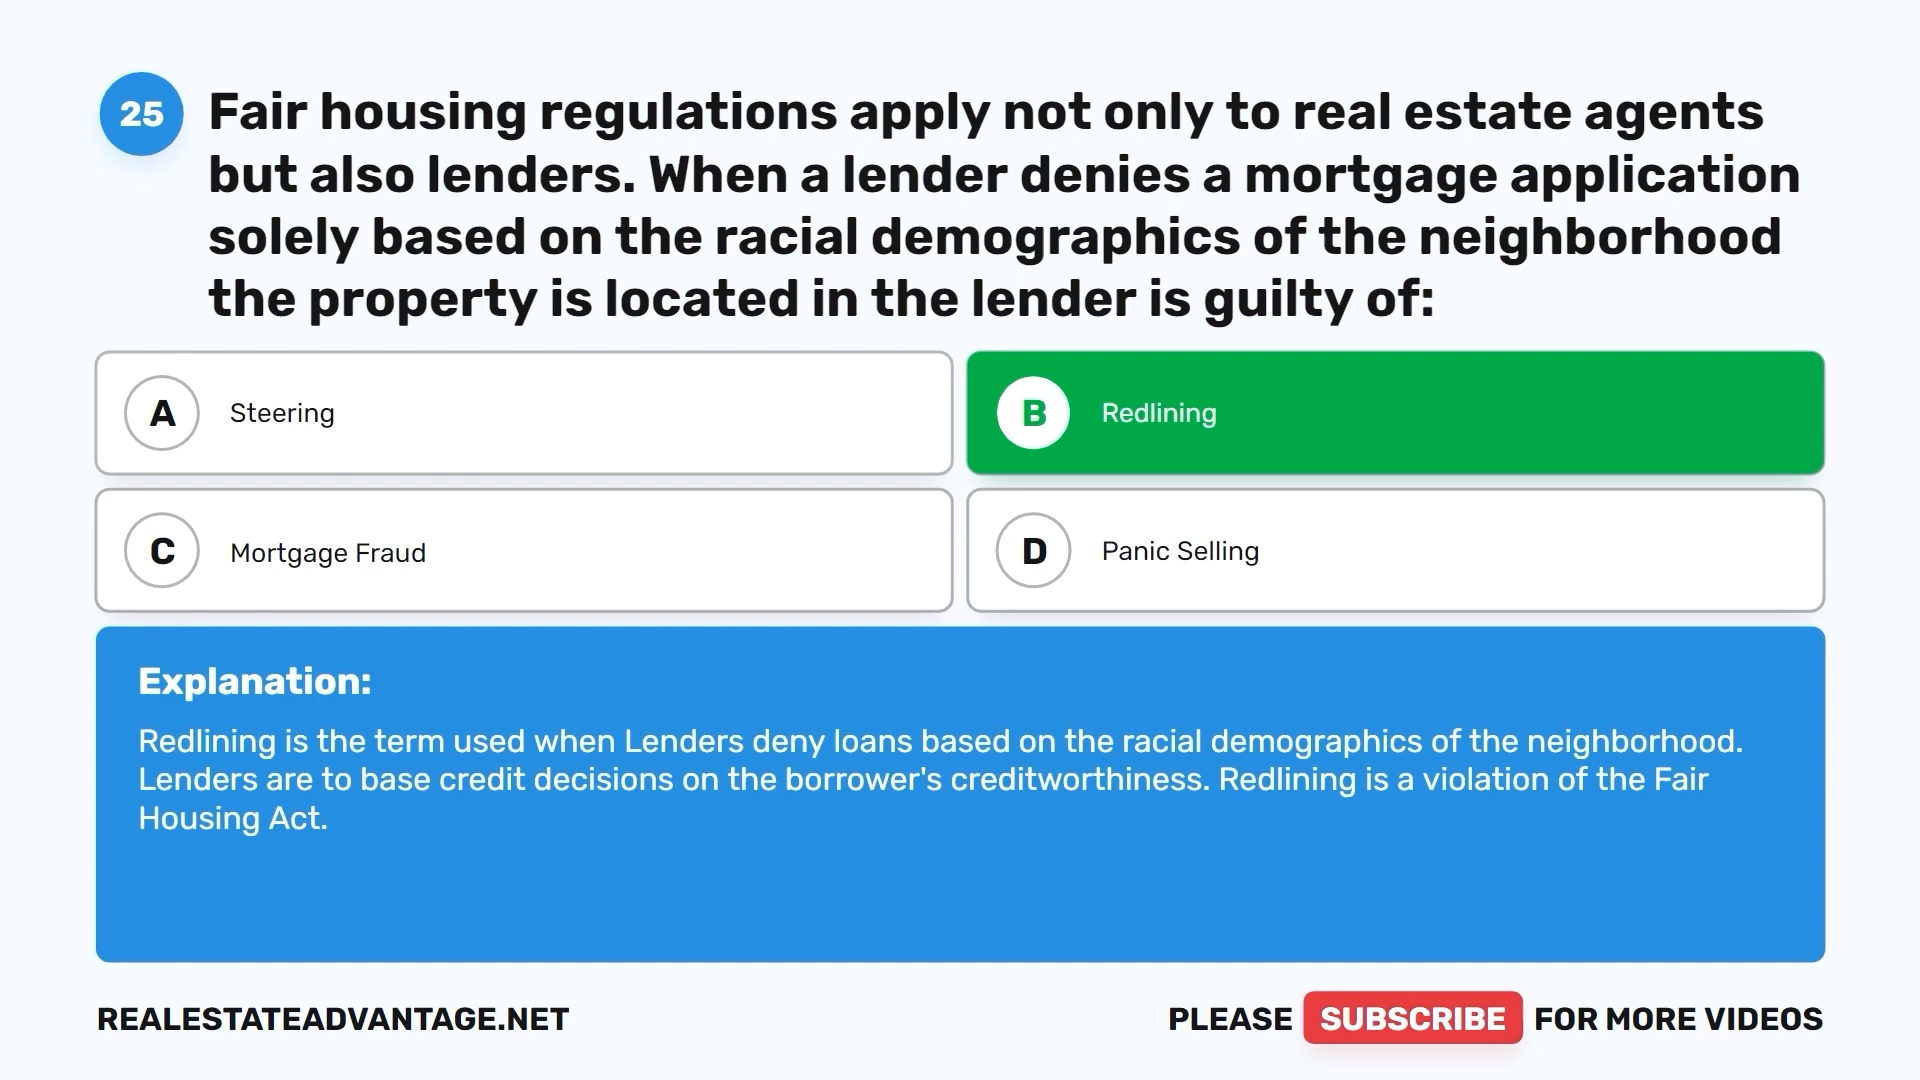 25
Fair housing regulations apply not only to real estate agents
but also lenders. When a lender denies a mortgage application
solely based on the racial demographics of the neighborhood
the property is located in the lender is guilty of:
A Steering
B Redlining
C Mortgage Fraud
D Panic Selling
Explanation:
Redlining is the term used when Lenders deny loans based on the racial demographics of the neighborhood.
Lenders are to base credit decisions on the borrower's creditworthiness. Redlining is a violation of the Fair
Housing Act.
REALESTATEADVANTAGE.NET
PLEASE SUBSCRIBE FOR MORE VIDEOS